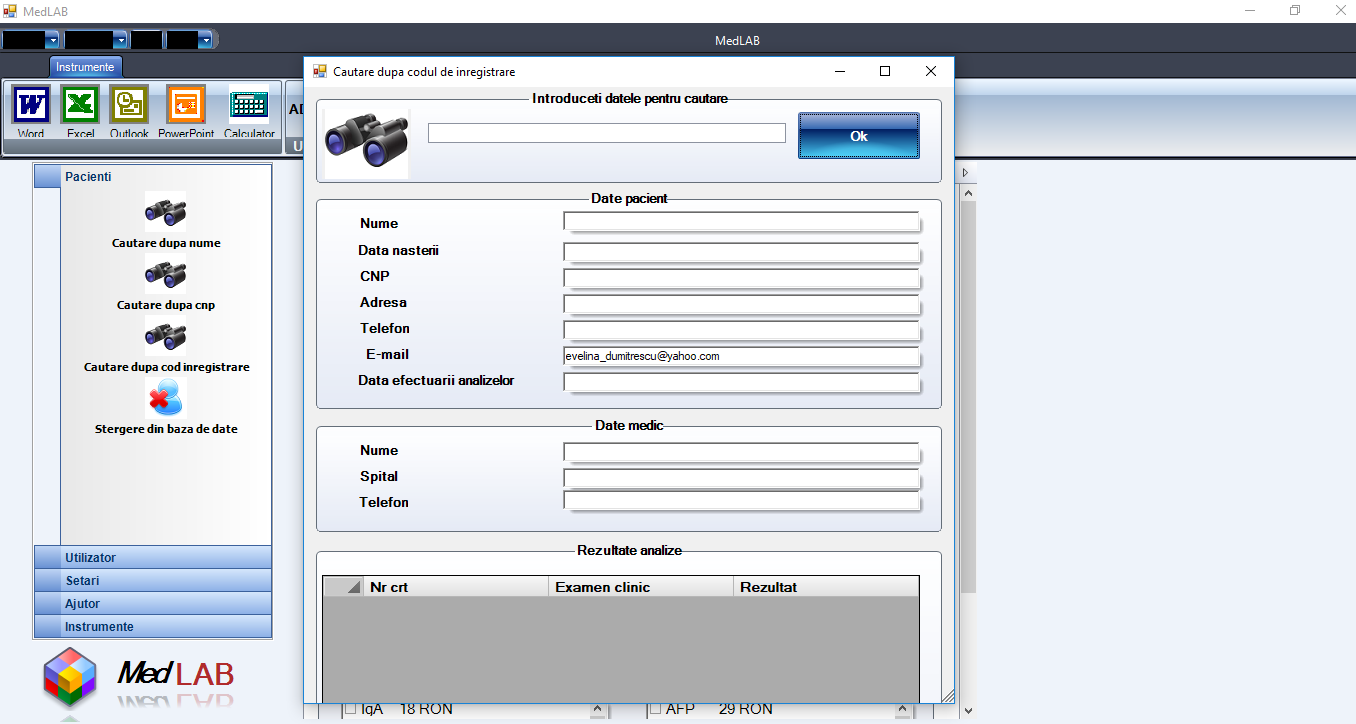 MedLAB
MedLAB
Instrumente
Word Excel Outlook PowerPoint Calculator
Pacienti
Cautare dupa nume
Cautare dupa cnp
Cautare dupa cod inregistrare
Stergere din baza de date
Utilizator
Setari
Ajutor
Instrumente
Med LAB
Cautare dupa codul de inregistrare
Introduceti datele pentru cautare
Ok
Date pacient
Nume
Data nasterii
CNP
Adresa
Telefon
E-mail evelina_dumitrescu@yahoo.com
Data efectuarii analizelor
Date medic
Nume
Spital
Telefon
Rezultate analize
Nr crt Examen clinic Rezultat
IgA 18 RON AFP 29 RON